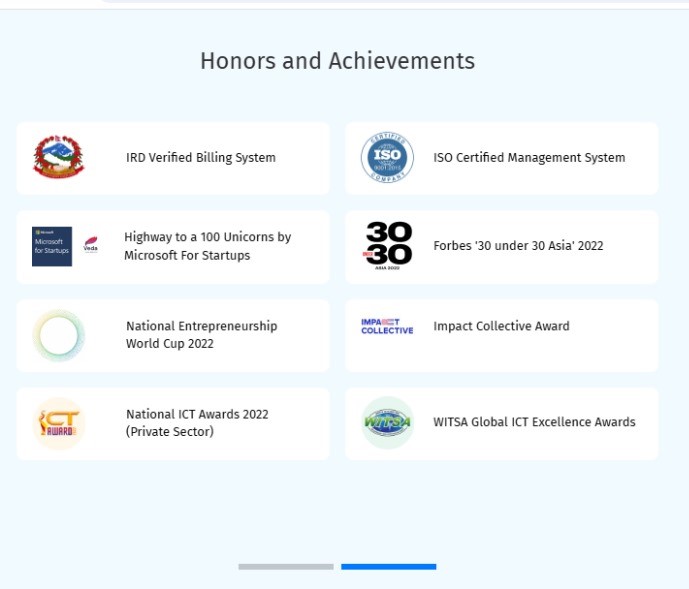 Honors and Achievements
IRD Verified Billing System
CERTIFIED
ISO
9001:2015
COMPANY
ISO Certified Management System
Microsoft
Microsoft
for Startups
Veda
Highway to a 100 Unicorns by
Microsoft For Startups
30
30
ASIA 2022
Forbes '30 under 30 Asia' 2022
National Entrepreneurship
World Cup 2022
IMPACT
COLLECTIVE
Impact Collective Award
ICT
AWARD
National ICT Awards 2022
(Private Sector)
WITSA
WITSA Global ICT Excellence Awards